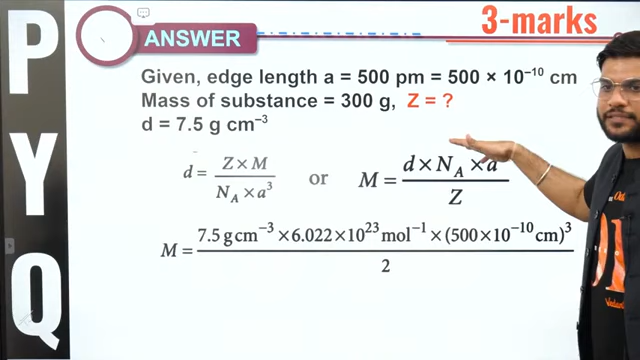 PYQ
3-marks
ANSWER
Given, edge length a = 500 pm = 500 × 10⁻¹⁰ cm
Mass of substance = 300 g, Z = ?
d = 7.5 g cm⁻³
d = Z × M / N_A × a³ or M = d × N_A × a / Z
M = 7.5 g cm⁻³ × 6.022 × 10²³ mol⁻¹ × (500 × 10⁻¹⁰ cm)³ / 2